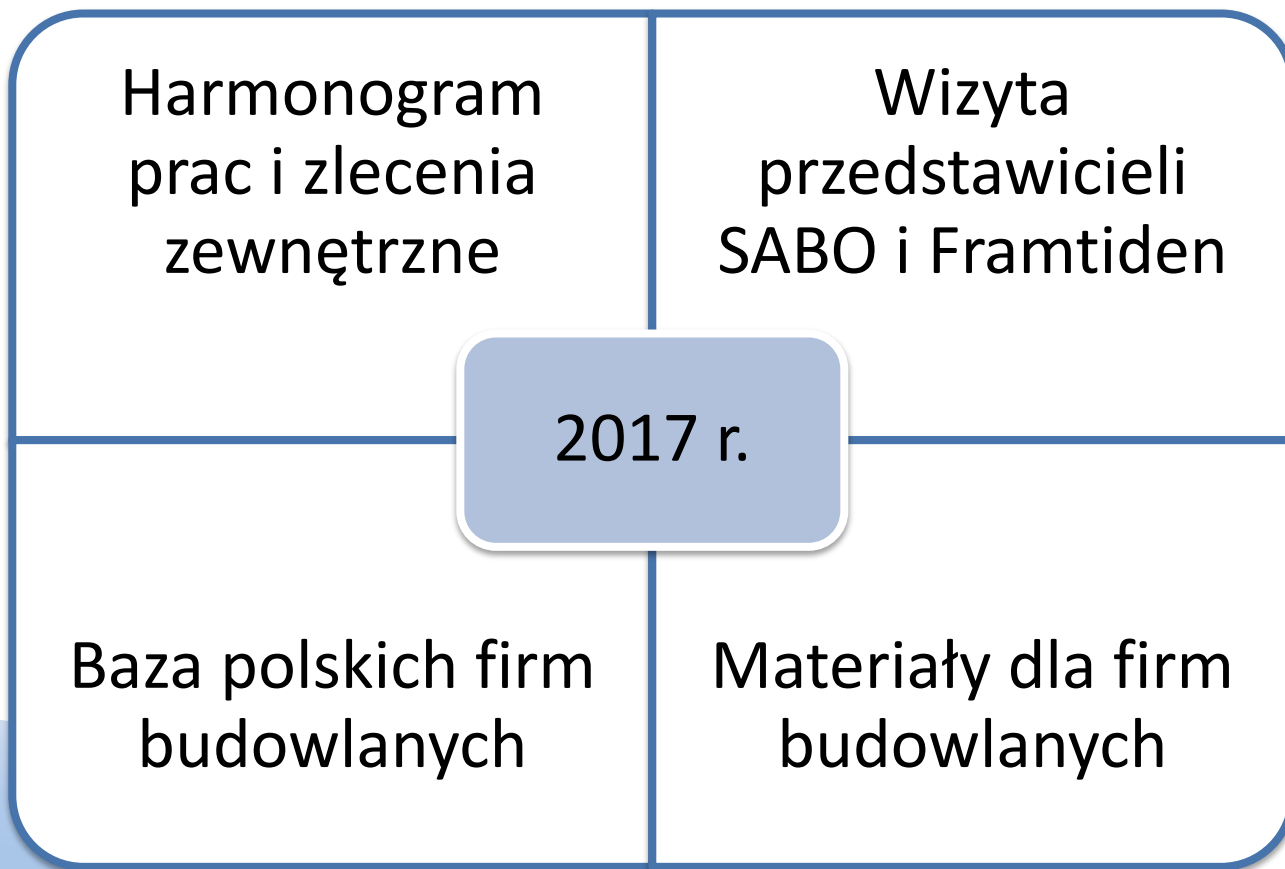 Harmonogram
prac i zlecenia
zewnętrzne
Wizyta
przedstawicieli
SABO i Framtiden
2017 r.
Baza polskich firm
budowlanych
Materiały dla firm
budowlanych